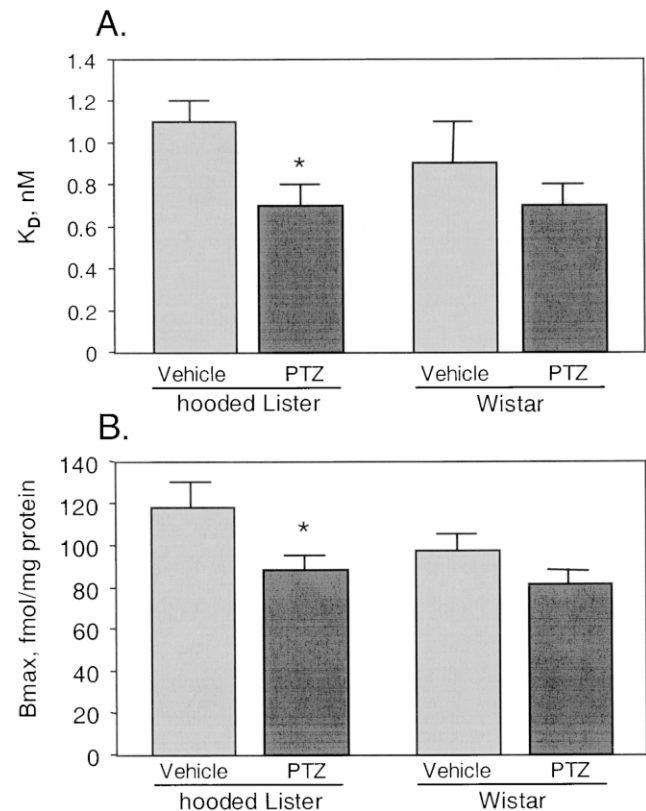 A.
1.4
1.2
1.0
0.8
0.6
0.4
0.2
0
K_D, nM
*
Vehicle PTZ Vehicle PTZ
hooded Lister Wistar
B.
140
120
100
80
60
40
20
0
Bmax, fmol/mg protein
*
Vehicle PTZ Vehicle PTZ
hooded Lister Wistar